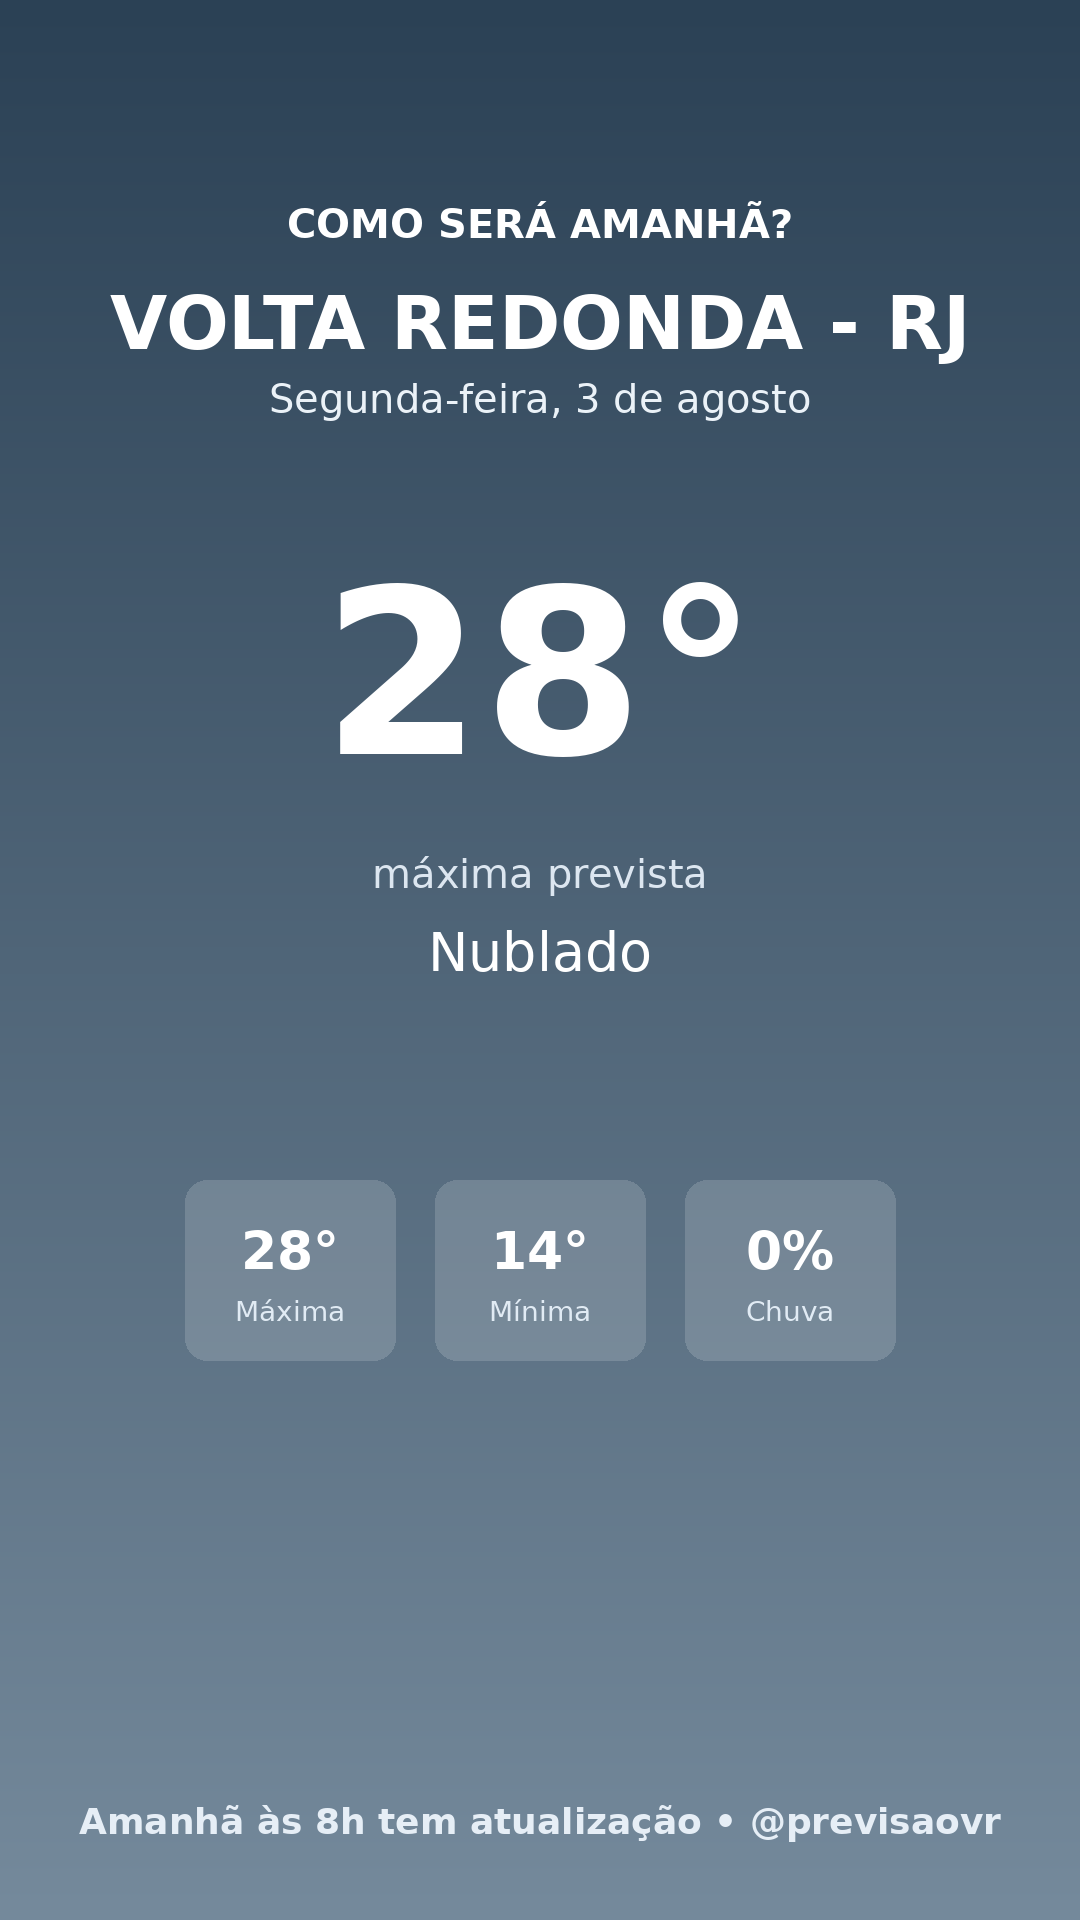 COMO SERÁ AMANHÃ?
VOLTA REDONDA - RJ
Segunda-feira, 3 de agosto
28°
máxima prevista
Nublado
28° 14° 0%
Máxima Mínima Chuva
Amanhã às 8h tem atualização • @previsaovr